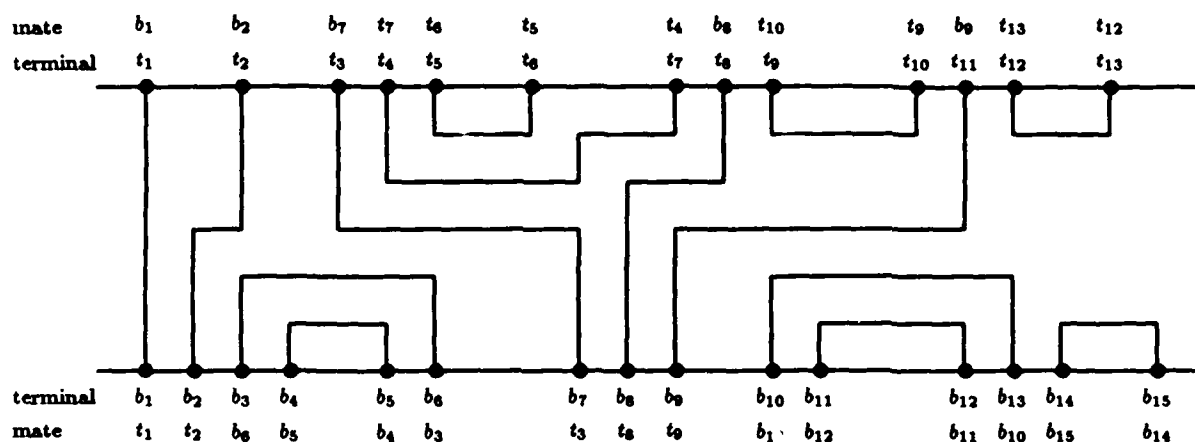 mate b₁ b₂ b₇ t₇ t₆ t₅ t₄ b₈ t₁₀ t₉ b₉ t₁₃ t₁₂
terminal t₁ t₂ t₃ t₄ t₅ t₆ t₇ t₈ t₉ t₁₀ t₁₁ t₁₂ t₁₃
terminal b₁ b₂ b₃ b₄ b₅ b₆ b₇ b₈ b₉ b₁₀ b₁₁ b₁₂ b₁₃ b₁₄ b₁₅
mate t₁ t₂ b₆ b₅ b₄ b₃ t₃ t₈ t₉ b₁₂ b₁₁ b₁₀ b₁₅ b₁₄